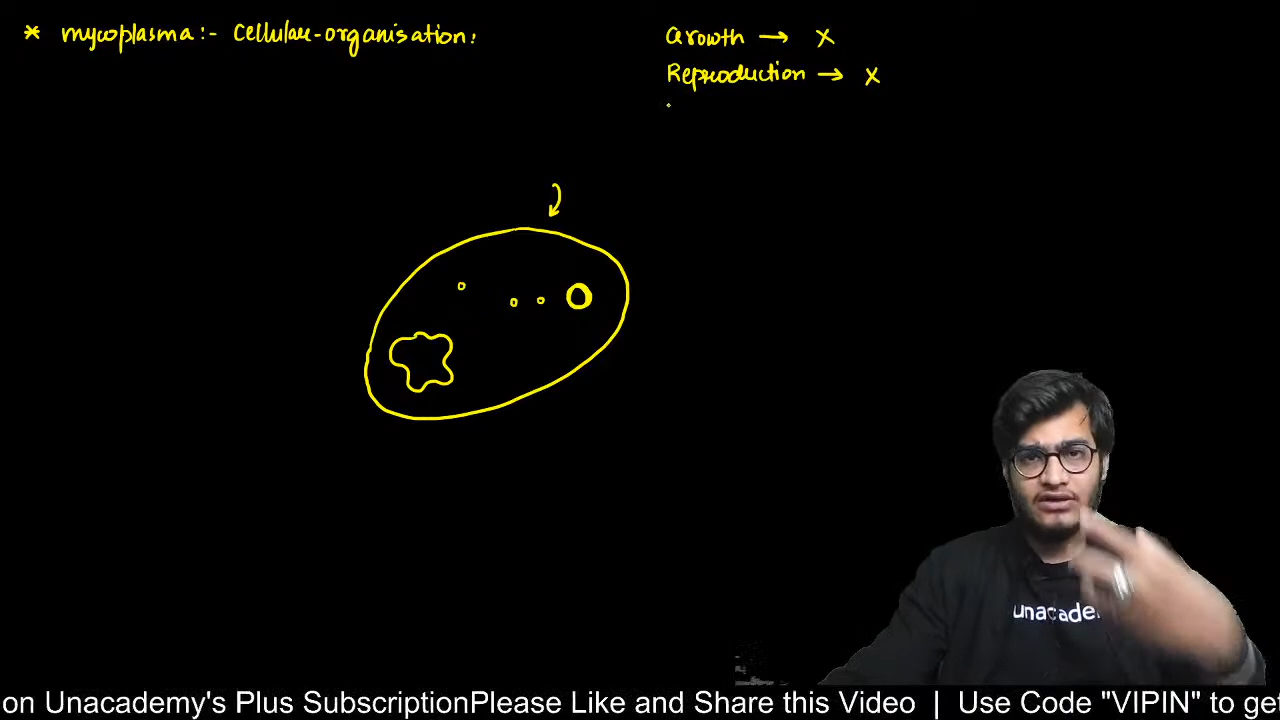 * mycoplasma:- Cellular-organisation:
Growth → x
Reproduction → x
unacade
on Unacademy's Plus SubscriptionPlease Like and Share this Video | Use Code "VIPIN" to get